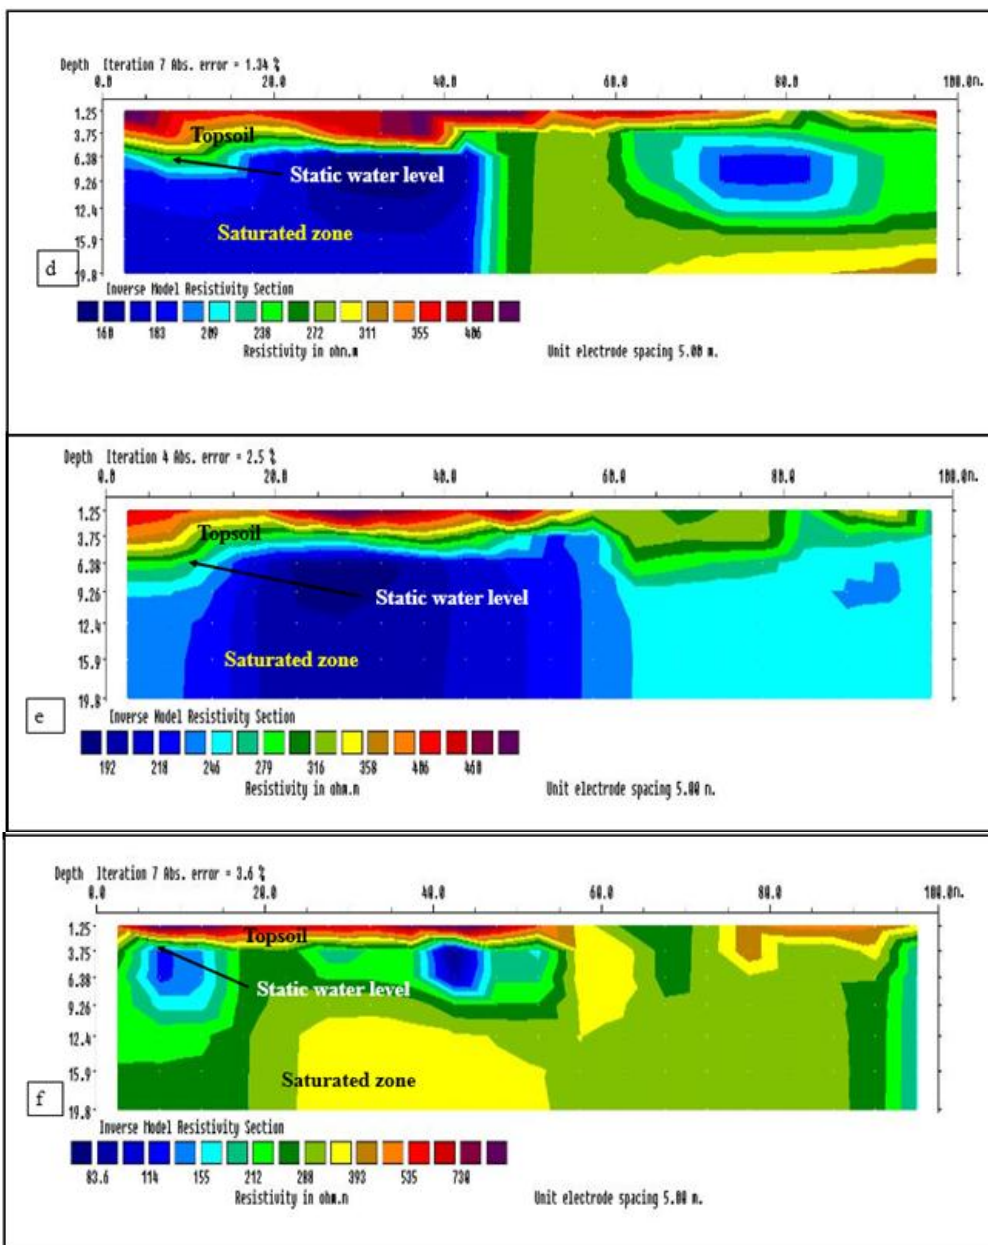 Depth Iteration 7 Abs. error = 1.34 %
0.0 20.0 40.0 60.0 80.0 100.0m.
1.25
3.75
Topsoil
6.38
Static water level
9.26
12.4
Saturated zone
15.9
d
19.8
Inverse Model Resistivity Section
160 183 209 238 272 311 355 406
Resistivity in ohm.m Unit electrode spacing 5.00 m.
Depth Iteration 4 Abs. error = 2.5 %
0.0 20.0 40.0 60.0 80.0 100.0m.
1.25
3.75
Topsoil
6.38
9.26
Static water level
12.4
15.9
Saturated zone
19.8
e
Inverse Model Resistivity Section
192 218 246 279 316 358 406 460
Resistivity in ohm.m Unit electrode spacing 5.00 m.
Depth Iteration 7 Abs. error = 3.6 %
0.0 20.0 40.0 60.0 80.0 100.0m.
1.25
Topsoil
3.75
6.38
Static water level
9.26
12.4
15.9
Saturated zone
f
19.8
Inverse Model Resistivity Section
83.6 114 155 212 288 393 535 730
Resistivity in ohm.m Unit electrode spacing 5.00 m.